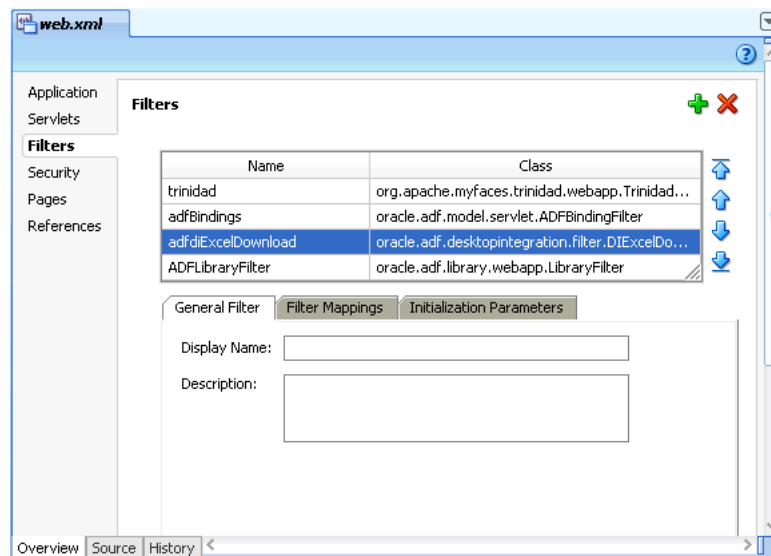 web.xml
Application
Servlets
Filters
Security
Pages
References
Filters
Name Class
trinidad org.apache.myfaces.trinidad.webapp.Trinidad...
adfBindings oracle.adf.model.servlet.ADFBindingFilter
adfdiExcelDownload oracle.adf.desktopintegration.filter.DIExcelDo...
ADFLibraryFilter oracle.adf.library.webapp.LibraryFilter
General Filter Filter Mappings Initialization Parameters
Display Name:
Description:
Overview Source History